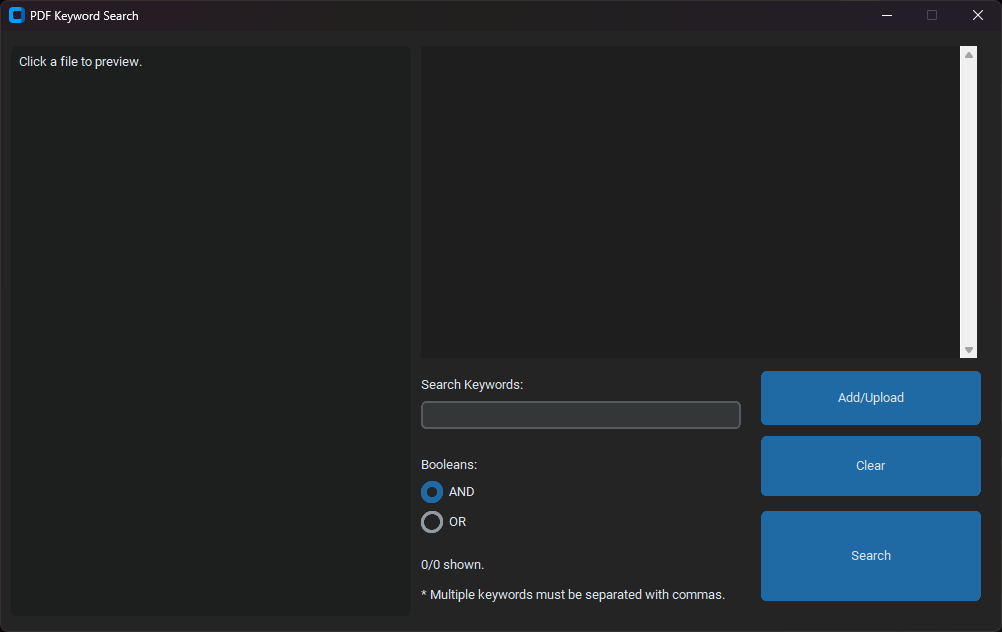 PDF Keyword Search
Click a file to preview.
Search Keywords:
Booleans:
AND
OR
0/0 shown.
* Multiple keywords must be separated with commas.
Add/Upload
Clear
Search